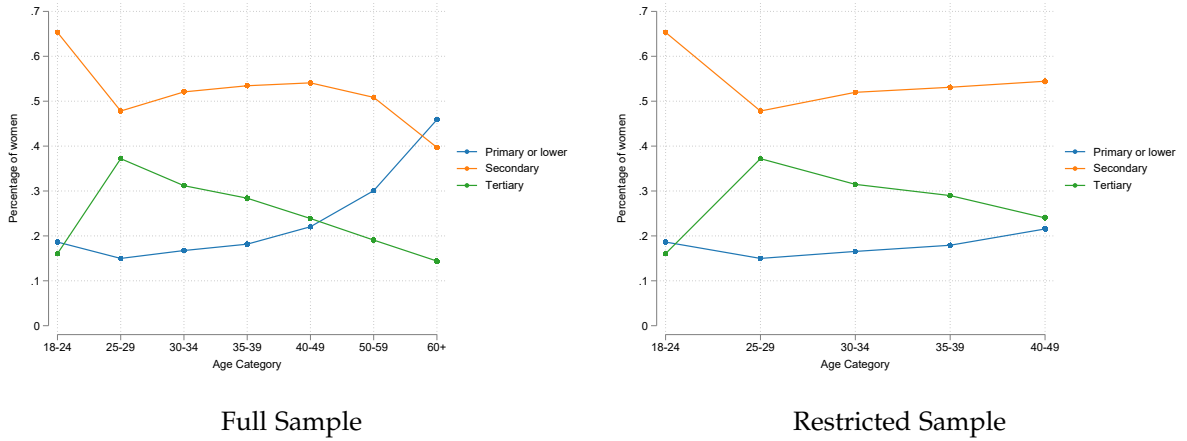 .7
.6
.5
.4
.3
.2
.1
0
Percentage of women
18-24 25-29 30-34 35-39 40-49 50-59 60+
Age Category
Primary or lower
Secondary
Tertiary
Full Sample
.7
.6
.5
.4
.3
.2
.1
0
Percentage of women
18-24 25-29 30-34 35-39 40-49
Age Category
Primary or lower
Secondary
Tertiary
Restricted Sample